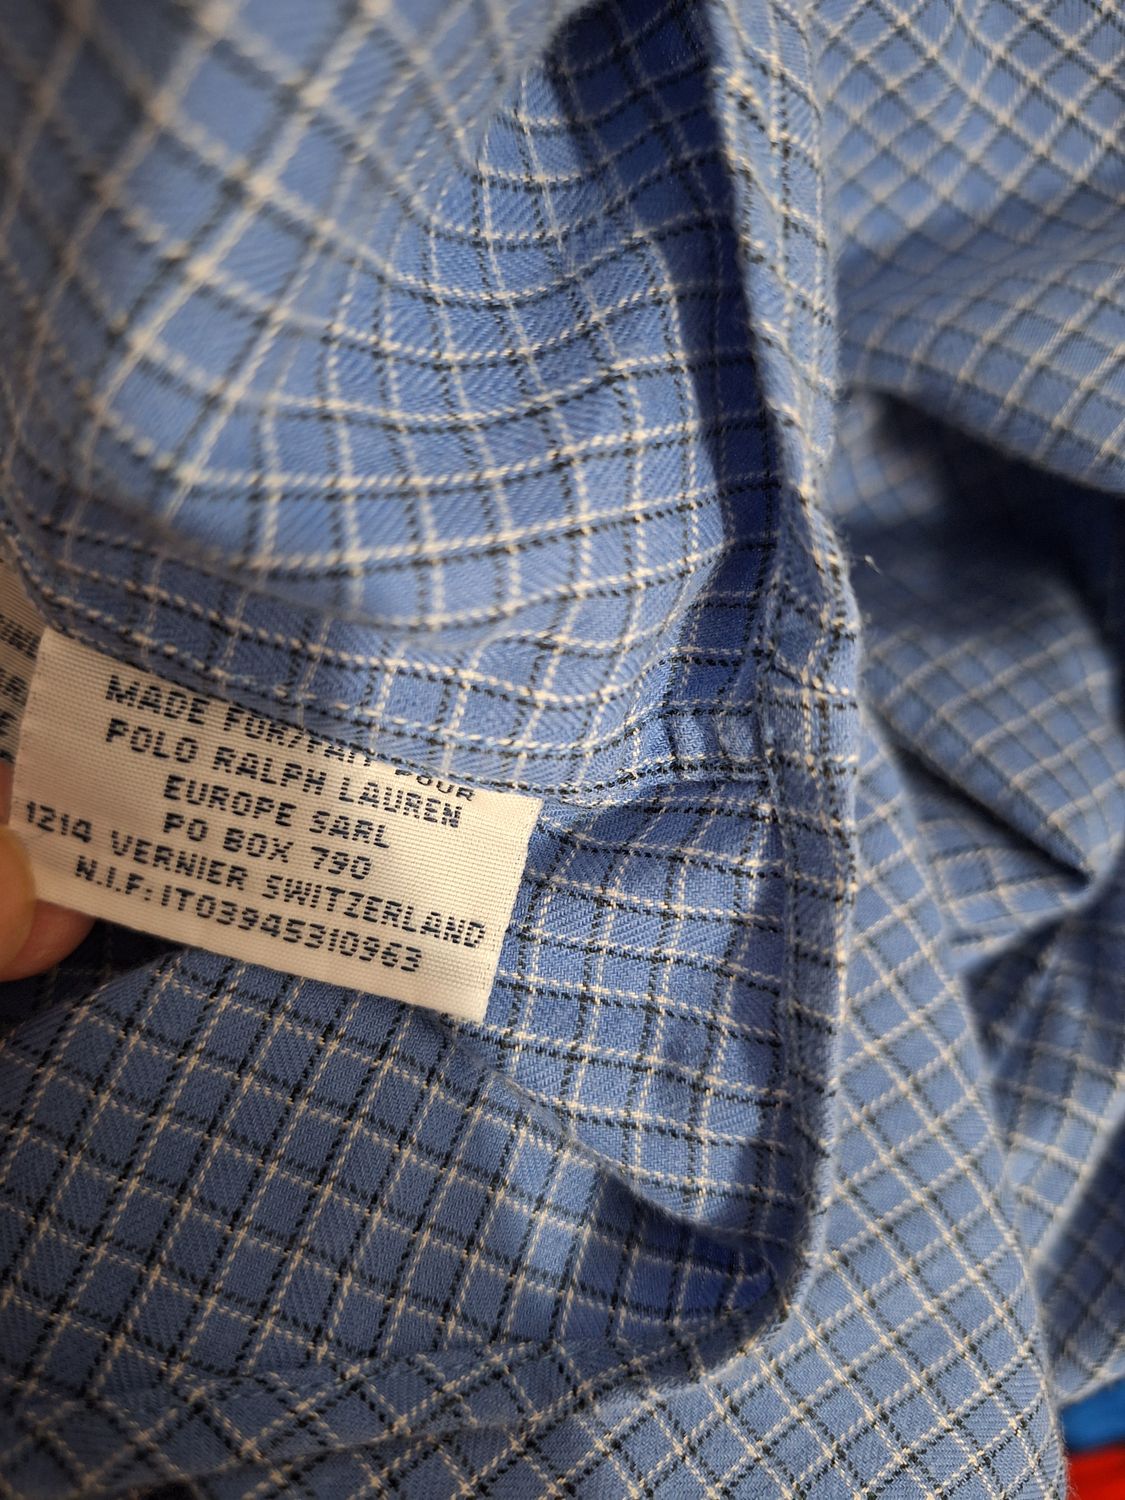 MADE FOR/FAIT POUR
POLO RALPH LAUREN
EUROPE SARL
PO BOX 790
1214 VERNIER SWITZERLAND
N.I.F:IT03945310963